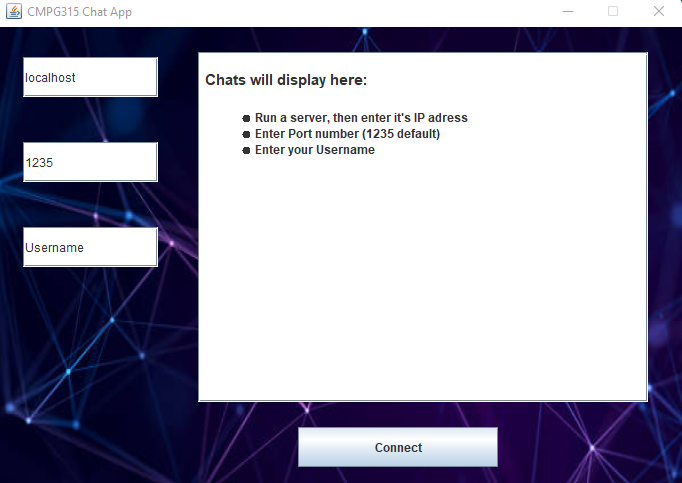 CMPG315 Chat App
localhost
1235
Username
Chats will display here:
Run a server, then enter it's IP adress
Enter Port number (1235 default)
Enter your Username
Connect